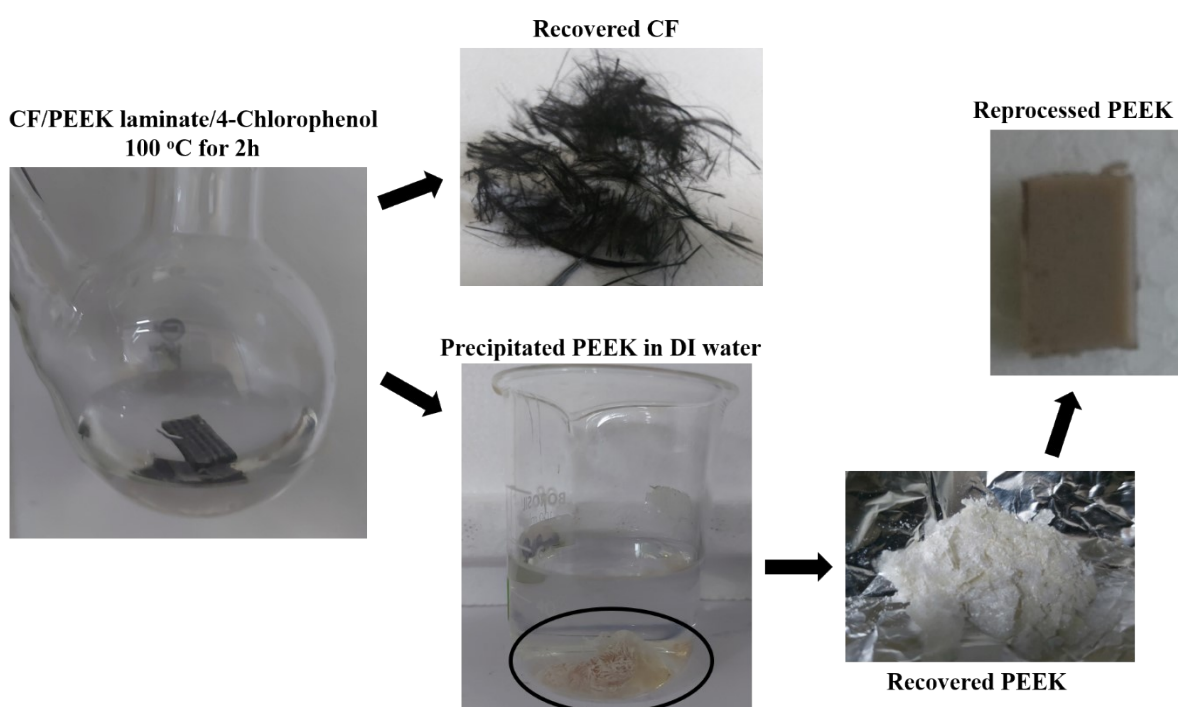 Recovered CF
CF/PEEK laminate/4-Chlorophenol
100 °C for 2h
Reprocessed PEEK
Precipitated PEEK in DI water
BOROSIL
Recovered PEEK